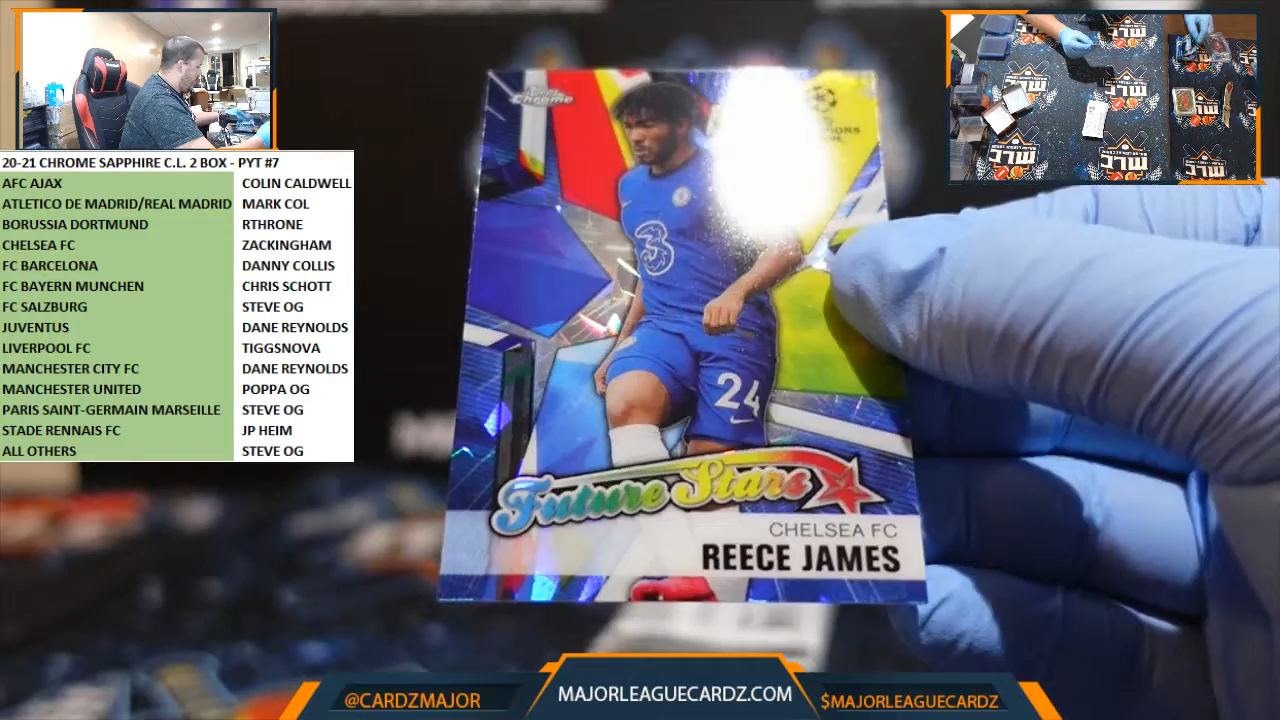 20-21 CHROME SAPPHIRE C.L. 2 BOX - PYT #7
AFC AJAX COLIN CALDWELL
ATLETICO DE MADRID/REAL MADRID MARK COL
BORUSSIA DORTMUND RTHRONE
CHELSEA FC ZACKINGHAM
FC BARCELONA DANNY COLLIS
FC BAYERN MUNCHEN CHRIS SCHOTT
FC SALZBURG STEVE OG
JUVENTUS DANE REYNOLDS
LIVERPOOL FC TIGGSNOVA
MANCHESTER CITY FC DANE REYNOLDS
MANCHESTER UNITED POPPA OG
PARIS SAINT-GERMAIN MARSEILLE STEVE OG
STADE RENNAIS FC JP HEIM
ALL OTHERS STEVE OG
Topps
Chrome
3
24
Future Stars
CHELSEA FC
REECE JAMES
@CARDZMAJOR
MAJORLEAGUECARDZ.COM
$MAJORLEAGUECARDZ